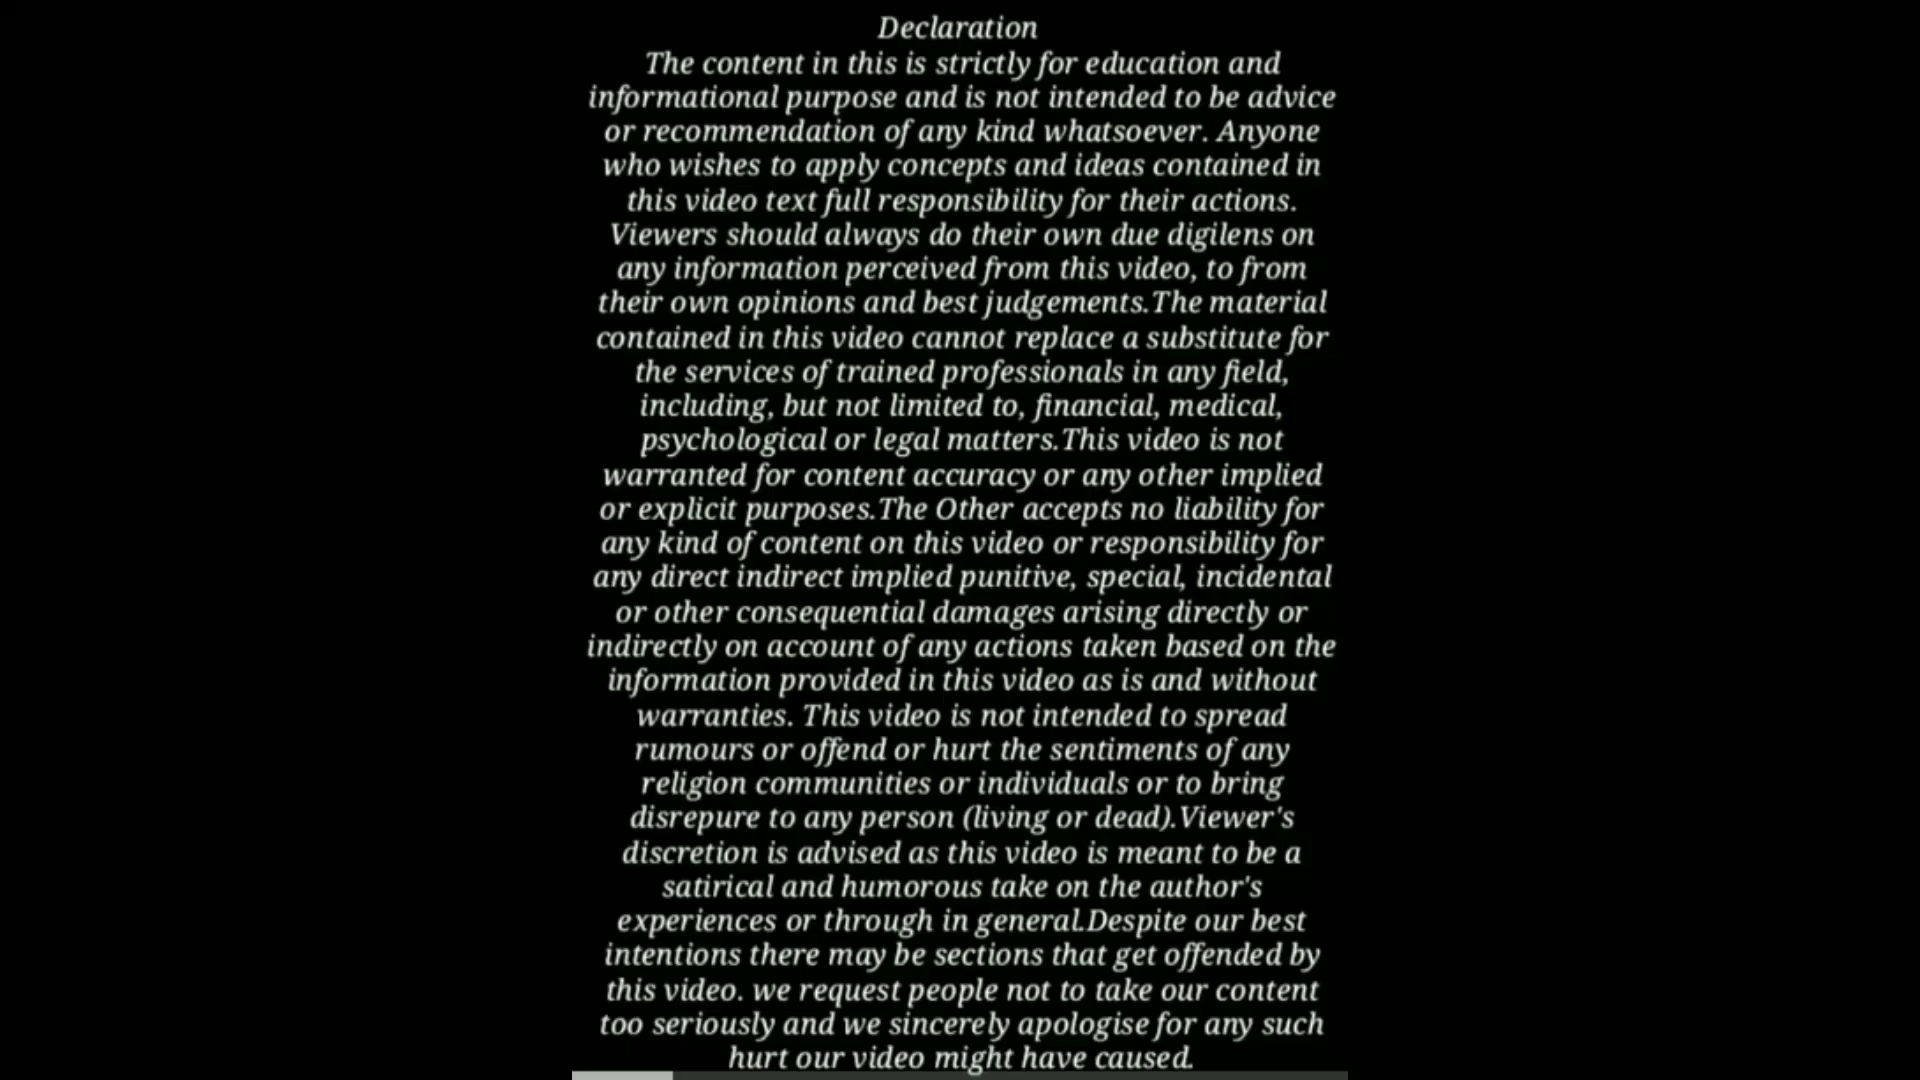 Declaration
The content in this is strictly for education and
informational purpose and is not intended to be advice
or recommendation of any kind whatsoever. Anyone
who wishes to apply concepts and ideas contained in
this video text full responsibility for their actions.
Viewers should always do their own due digilens on
any information perceived from this video, to from
their own opinions and best judgements.The material
contained in this video cannot replace a substitute for
the services of trained professionals in any field,
including, but not limited to, financial, medical,
psychological or legal matters.This video is not
warranted for content accuracy or any other implied
or explicit purposes.The Other accepts no liability for
any kind of content on this video or responsibility for
any direct indirect implied punitive, special, incidental
or other consequential damages arising directly or
indirectly on account of any actions taken based on the
information provided in this video as is and without
warranties. This video is not intended to spread
rumours or offend or hurt the sentiments of any
religion communities or individuals or to bring
disrepure to any person (living or dead).Viewer's
discretion is advised as this video is meant to be a
satirical and humorous take on the author's
experiences or through in general.Despite our best
intentions there may be sections that get offended by
this video. we request people not to take our content
too seriously and we sincerely apologise for any such
hurt our video might have caused.